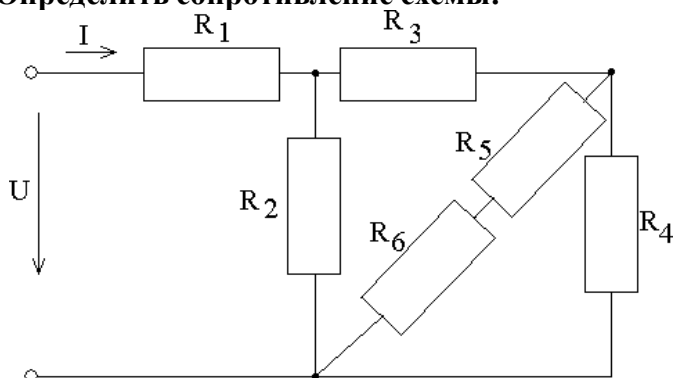 Определить сопротивление схемы.
I
R1
R3
R5
U
R2
R6
R4